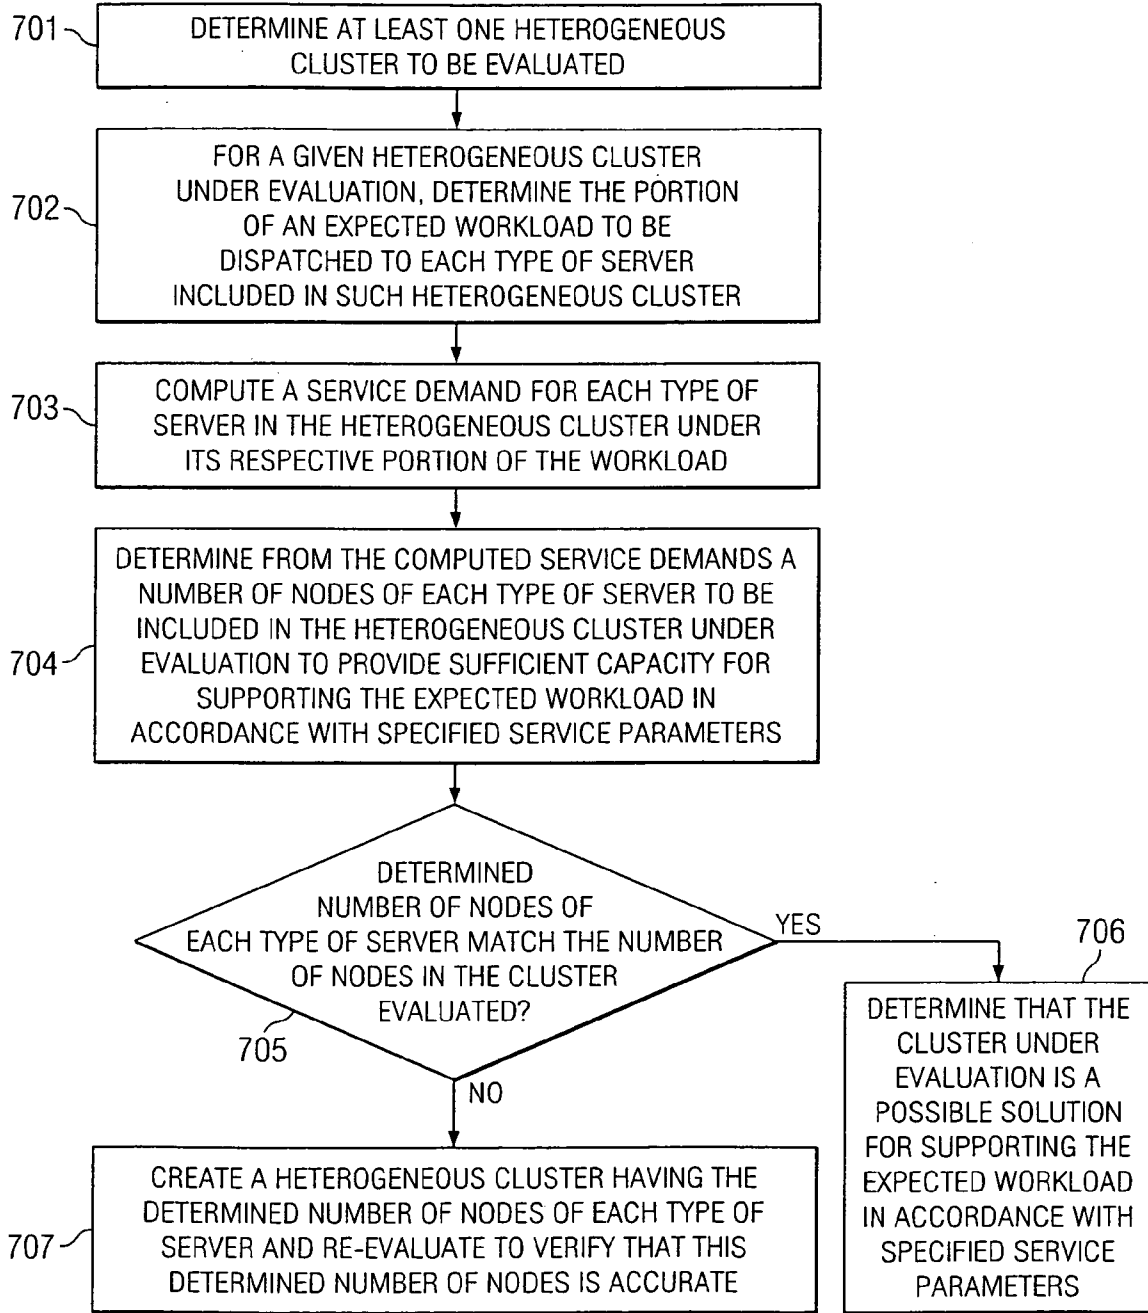 701
DETERMINE AT LEAST ONE HETEROGENEOUS
CLUSTER TO BE EVALUATED
702
FOR A GIVEN HETEROGENEOUS CLUSTER
UNDER EVALUATION, DETERMINE THE PORTION
OF AN EXPECTED WORKLOAD TO BE
DISPATCHED TO EACH TYPE OF SERVER
INCLUDED IN SUCH HETEROGENEOUS CLUSTER
703
COMPUTE A SERVICE DEMAND FOR EACH TYPE OF
SERVER IN THE HETEROGENEOUS CLUSTER UNDER
ITS RESPECTIVE PORTION OF THE WORKLOAD
704
DETERMINE FROM THE COMPUTED SERVICE DEMANDS A
NUMBER OF NODES OF EACH TYPE OF SERVER TO BE
INCLUDED IN THE HETEROGENEOUS CLUSTER UNDER
EVALUATION TO PROVIDE SUFFICIENT CAPACITY FOR
SUPPORTING THE EXPECTED WORKLOAD IN
ACCORDANCE WITH SPECIFIED SERVICE PARAMETERS
DETERMINED
NUMBER OF NODES OF
EACH TYPE OF SERVER MATCH THE NUMBER
OF NODES IN THE CLUSTER
EVALUATED?
705
YES
706
DETERMINE THAT THE
CLUSTER UNDER
EVALUATION IS A
POSSIBLE SOLUTION
FOR SUPPORTING THE
EXPECTED WORKLOAD
IN ACCORDANCE WITH
SPECIFIED SERVICE
PARAMETERS
NO
707
CREATE A HETEROGENEOUS CLUSTER HAVING THE
DETERMINED NUMBER OF NODES OF EACH TYPE OF
SERVER AND RE-EVALUATE TO VERIFY THAT THIS
DETERMINED NUMBER OF NODES IS ACCURATE